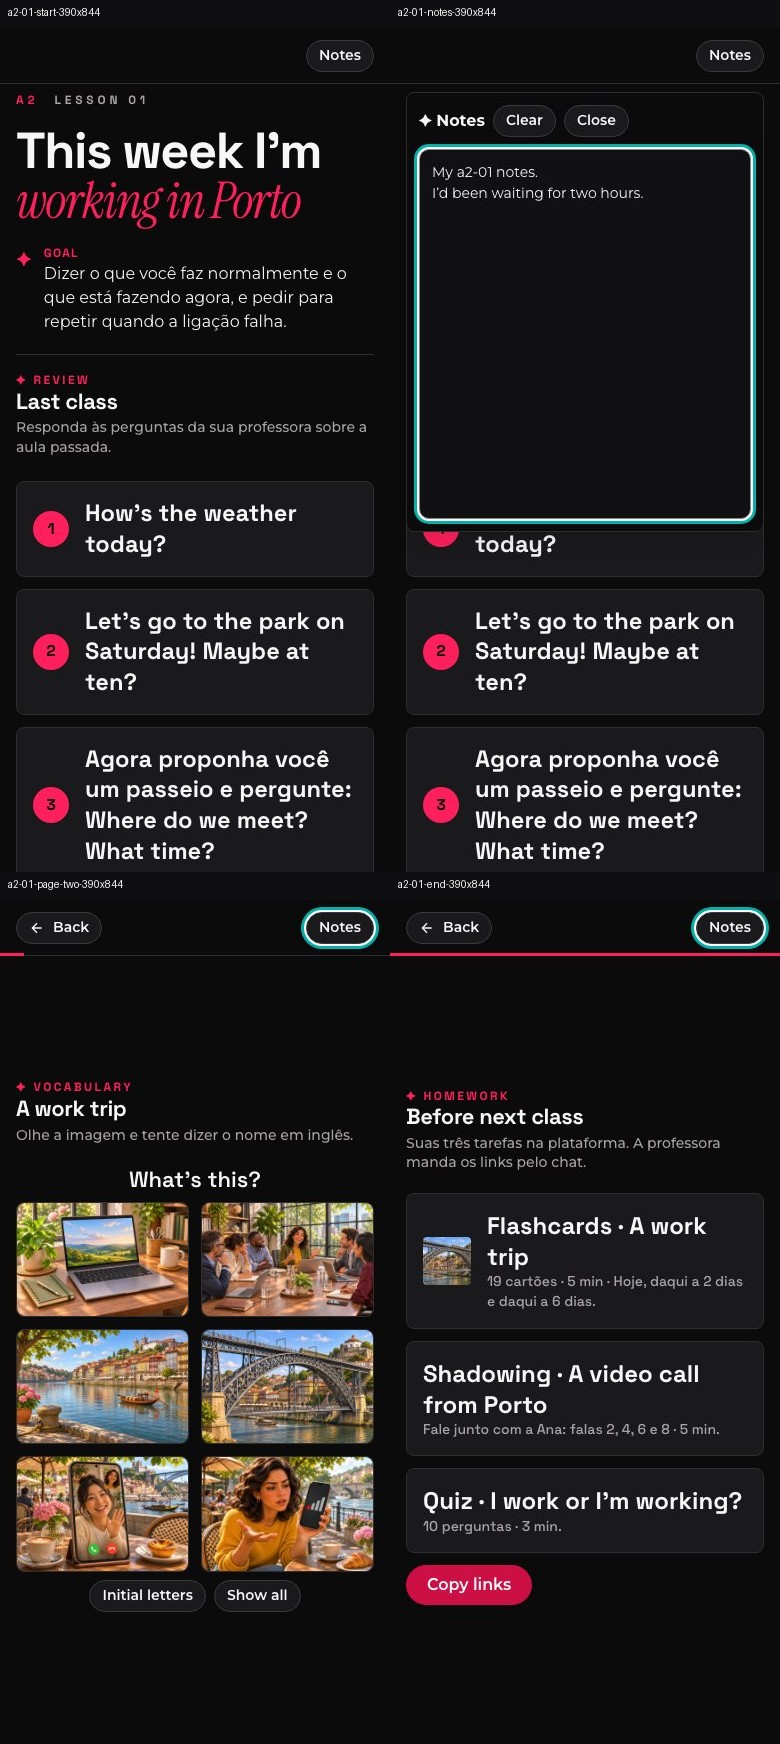 a2-01-start-390x844
Notes
A2 LESSON 01
This week I'm
working in Porto
GOAL
Dizer o que você faz normalmente e o
que está fazendo agora, e pedir para
repetir quando a ligação falha.
REVIEW
Last class
Responda às perguntas da sua professora sobre a
aula passada.
1
How's the weather
today?
2
Let's go to the park on
Saturday! Maybe at
ten?
3
Agora proponha você
um passeio e pergunte:
Where do we meet?
What time?
a2-01-notes-390x844
Notes
Notes Clear Close
My a2-01 notes.
I'd been waiting for two hours.
today?
2
Let's go to the park on
Saturday! Maybe at
ten?
3
Agora proponha você
um passeio e pergunte:
Where do we meet?
What time?
a2-01-page-two-390x844
← Back Notes
VOCABULARY
A work trip
Olhe a imagem e tente dizer o nome em inglês.
What's this?
Initial letters Show all
a2-01-end-390x844
← Back Notes
HOMEWORK
Before next class
Suas três tarefas na plataforma. A professora
manda os links pelo chat.
Flashcards · A work
trip
19 cartões · 5 min · Hoje, daqui a 2 dias
e daqui a 6 dias.
Shadowing · A video call
from Porto
Fale junto com a Ana: falas 2, 4, 6 e 8 · 5 min.
Quiz · I work or I'm working?
10 perguntas · 3 min.
Copy links